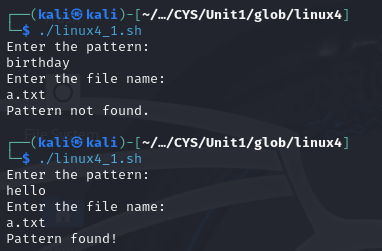 ┌──(kali㉿kali)-[~/…/CYS/Unit1/glob/linux4]
└─$ ./linux4_1.sh
Enter the pattern:
birthday
Enter the file name:
a.txt
Pattern not found.
┌──(kali㉿kali)-[~/…/CYS/Unit1/glob/linux4]
└─$ ./linux4_1.sh
Enter the pattern:
hello
Enter the file name:
a.txt
Pattern found!